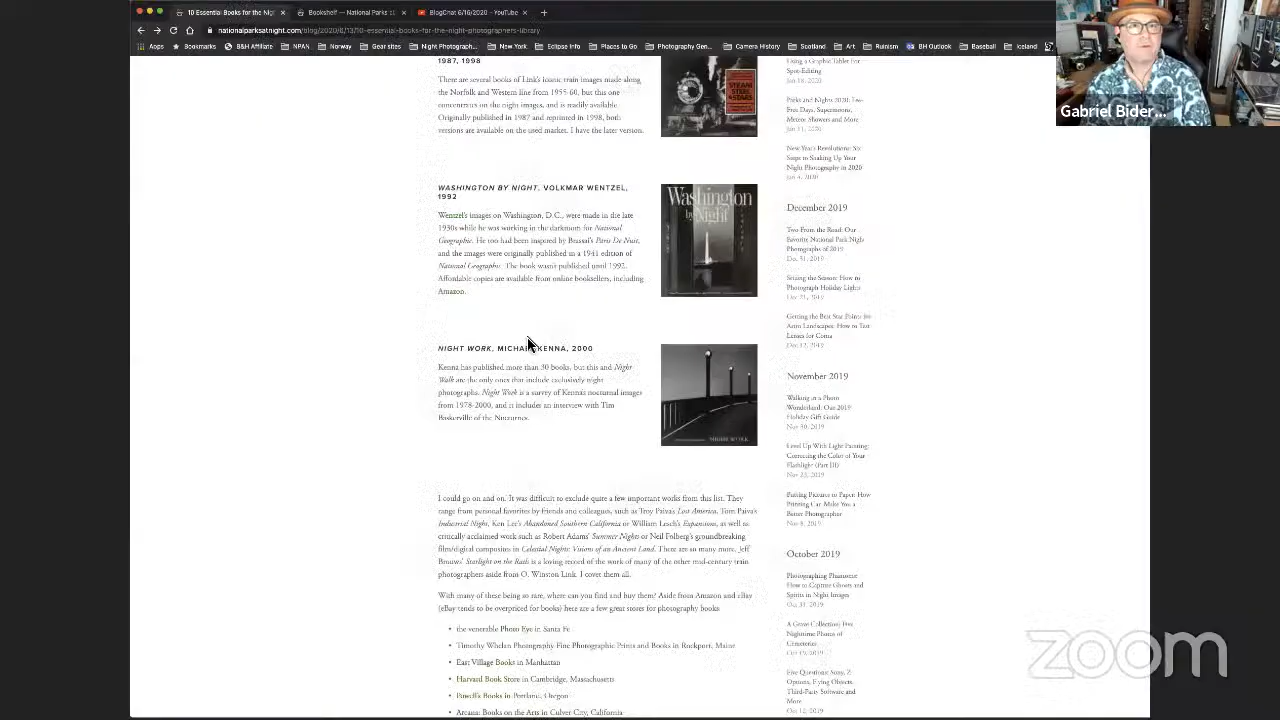 10 Essential Books for the Nig
Bookshelf — National Parks
BlogChat 6/16/2020 - YouTube
nationalparksatnight.com/blog/2020/6/13/10-essential-books-for-the-night-photographers-library
Apps
Bookmarks
B&H Affiliate
NPAN
Norway
Gear sites
Night Photograph...
New York
Eclipse Info
Places to Go
Photography Gen...
Camera History
Scotland
Art
Ruinism
BH Outlook
Baseball
Iceland
Gabriel Bider...
1987, 1998
There are several books of Link's iconic train images made along
the Norfolk and Western line from 1955-60, but this one
concentrates on the night images, and is readily available
Originally published in 1987 and reprinted in 1998, both
versions are available on the used market. I have the later version.
STEAM
STEEL
& STARS
WASHINGTON BY NIGHT, VOLKMAR WENTZEL,
1992
Wentzel's images on Washington, D.C., were made in the late
1930s while he was working in the darkroom for National
Geographic. He too had been inspired by Brassaï's Paris De Nuit,
and the images were originally published in a 1941 edition of
National Geographic. The book wasn't published until 1992.
Affordable copies are available from online booksellers, including
Amazon.
Washington
by Night
NIGHT WORK, MICHAEL KENNA, 2000
Kenna has published more than 30 books, but this and Night
Walk are the only ones that include exclusively night
photographs. Night Work is a survey of Kenna's nocturnal images
from 1978-2000, and it includes an interview with Tim
Baskerville of the Nocturnes.
NIGHT WORK
I could go on and on. It was difficult to exclude quite a few important works from this list. They
range from personal favorites by friends and colleagues, such as Troy Paiva's Lost America, Tom Paiva's
Industrial Night, Ken Lee's Abandoned Southern California or William Lesch's Expansions, as well as
critically acclaimed work such as Robert Adams' Summer Nights or Neil Folberg's groundbreaking
film/digital composites in Celestial Nights: Visions of an Ancient Land. There are so many more. Jeff
Brouws' Starlight on the Rails is a loving record of the work of many of the other mid-century train
photographers aside from O. Winston Link. I covet them all.
With many of these being so rare, where can you find and buy them? Aside from Amazon and eBay
(eBay tends to be overpriced for books) here are a few great stores for photography books
• the venerable Photo Eye in Santa Fe
• Timothy Whelan Photography Fine Photographic Prints and Books in Rockport, Maine
• East Village Books in Manhattan
• Harvard Book Store in Cambridge, Massachusetts
• Powell's Books in Portland, Oregon
• Arcana: Books on the Arts in Culver City, California
Using a Graphic Tablet For
Spot-Editing
Jan 18, 2020
Parks and Nights 2020: Fee-
Free Days, Supermoons,
Meteor Showers and More
Jan 11, 2020
New Year's Revolutions: Six
Steps to Shaking Up Your
Night Photography in 2020
Jan 4, 2020
December 2019
Two From the Road: Our
Favorite National Park Night
Photographs of 2019
Dec 31, 2019
Seizing the Season: How to
Photograph Holiday Lights
Dec 21, 2019
Getting the Best Star Points for
Astro Landscapes: How to Test
Lenses for Coma
Dec 12, 2019
November 2019
Walking in a Photo
Wonderland: Our 2019
Holiday Gift Guide
Nov 30, 2019
Level Up With Light Painting:
Correcting the Color of Your
Flashlight (Part III)
Nov 23, 2019
Putting Pictures to Paper: How
Printing Can Make You a
Better Photographer
Nov 8, 2019
October 2019
Photographing Phantoms:
How to Capture Ghosts and
Spirits in Night Images
Oct 31, 2019
A Grave Collection: Five
Nighttime Photos of
Cemeteries
Oct 19, 2019
Five Questions: Sony, Z
Options, Flying Objects,
Third-Party Software and
More
Oct 12, 2019
zoom